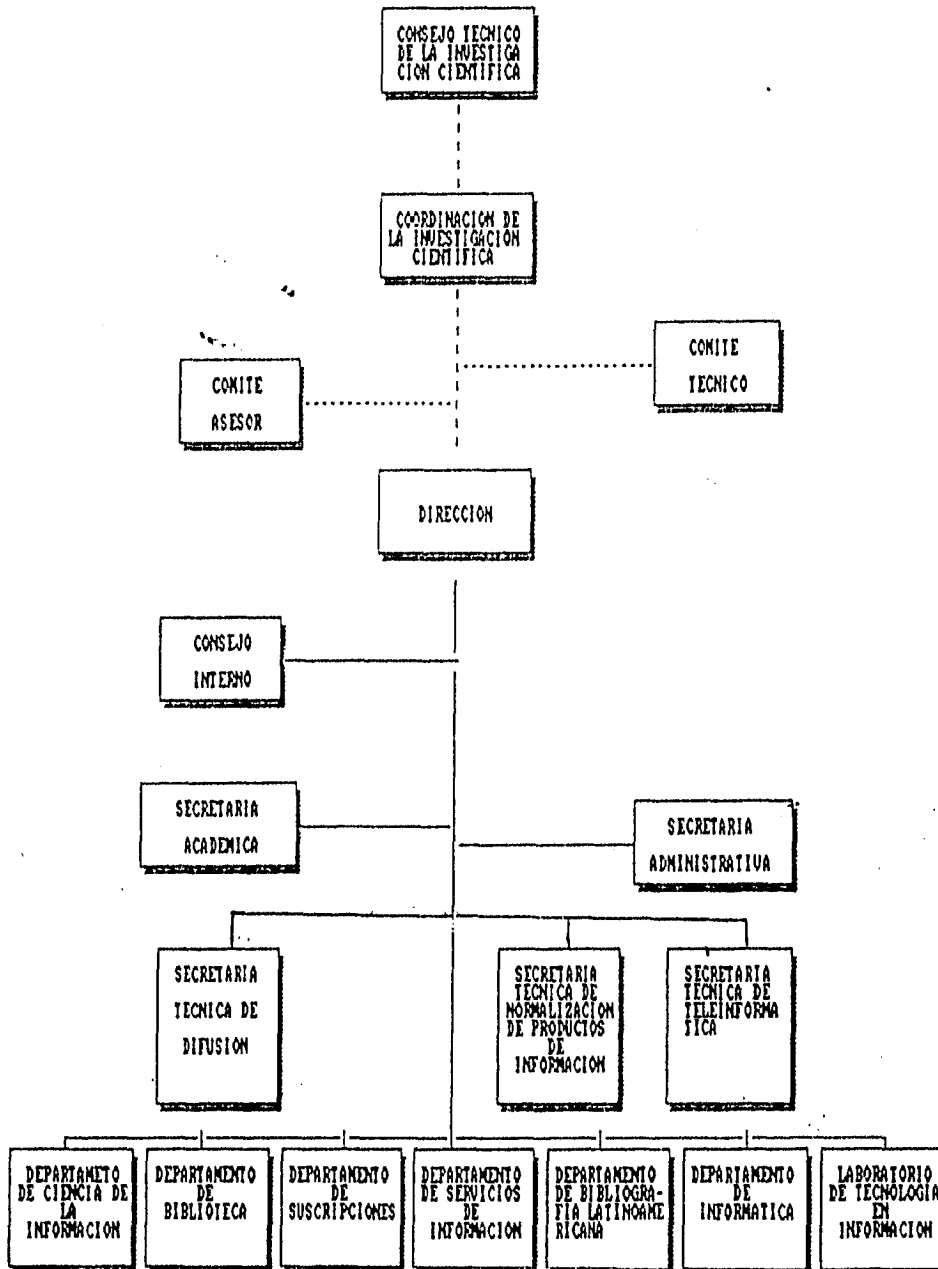 CONSEJO TECNICO
DE LA INVESTIGA
CION CIENTIFICA
COORDINACION DE
LA INVESTIGACION
CIENTIFICA
COMITE
TECNICO
COMITE
ASESOR
DIRECCION
CONSEJO
INTERNO
SECRETARIA
ACADEMICA
SECRETARIA
ADMINISTRATIVA
SECRETARIA
TECNICA DE
DIFUSION
SECRETARIA
TECNICA DE
NORMALIZACION
DE PRODUCTOS
DE
INFORMACION
SECRETARIA
TECNICA DE
TELEINFORMA
TICA
DEPARTAMETO
DE CIENCIA DE
LA
INFORMACION
DEPARTAMENTO
DE
BIBLIOTECA
DEPARTAMENTO
DE
SUSCRIPCIONES
DEPARTAMENTO
DE SERVICIOS
DE
INFORMACION
DEPARTAMENTO
DE BIBLIOGRA-
FIA LATINOAME
RICANA
DEPARTAMENTO
DE
INFORMATICA
LABORATORIO
DE TECNOLOGIA
EN
INFORMACION